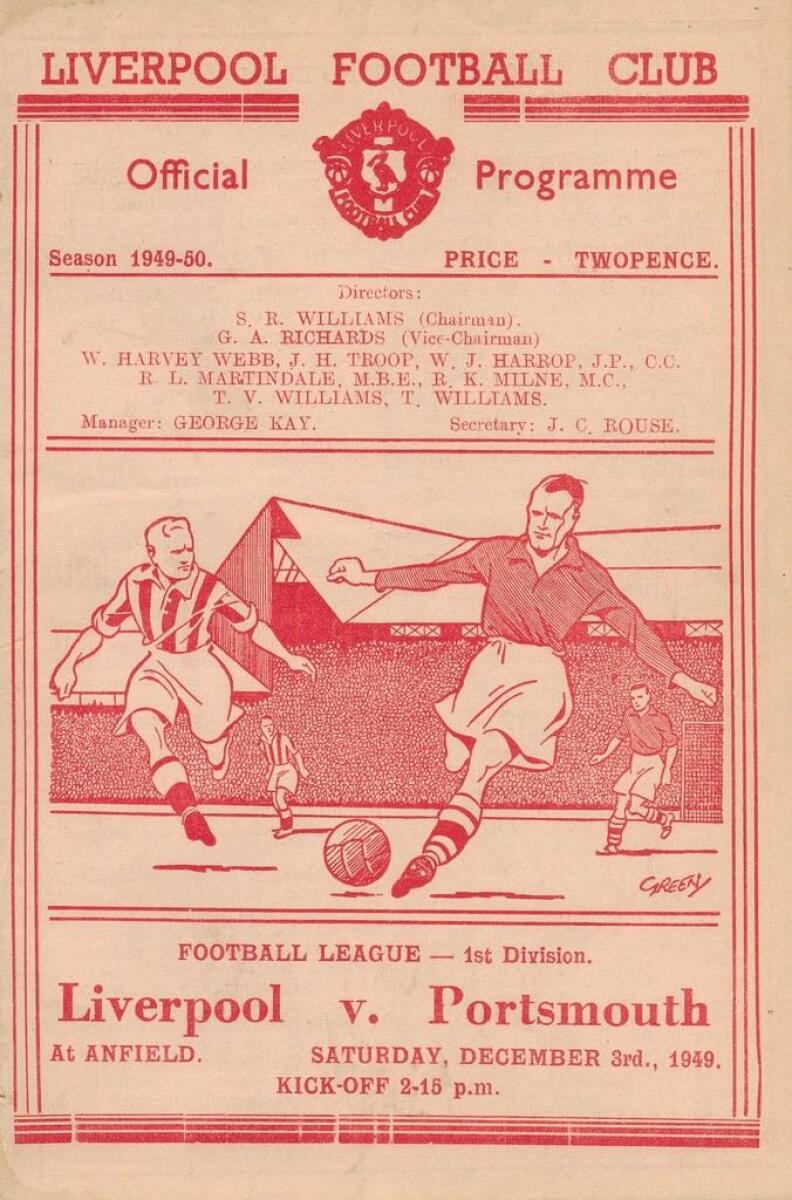 LIVERPOOL FOOTBALL CLUB
LIVERPOOL
FOOTBALL CLUB
Official Programme
Season 1949-50. PRICE - TWOPENCE.
Directors:
S. R. WILLIAMS (Chairman).
G. A. RICHARDS (Vice-Chairman)
W. HARVEY WEBB, J. H. TROOP, W. J. HARROP, J.P., C.C.
R. L. MARTINDALE, M.B.E., R. K. MILNE, M.C.,
T. V. WILLIAMS, T. WILLIAMS.
Manager: GEORGE KAY. Secretary: J. C. ROUSE.
GREEN
FOOTBALL LEAGUE — 1st Division.
Liverpool v. Portsmouth
At ANFIELD. SATURDAY, DECEMBER 3rd., 1949.
KICK-OFF 2-15 p.m.